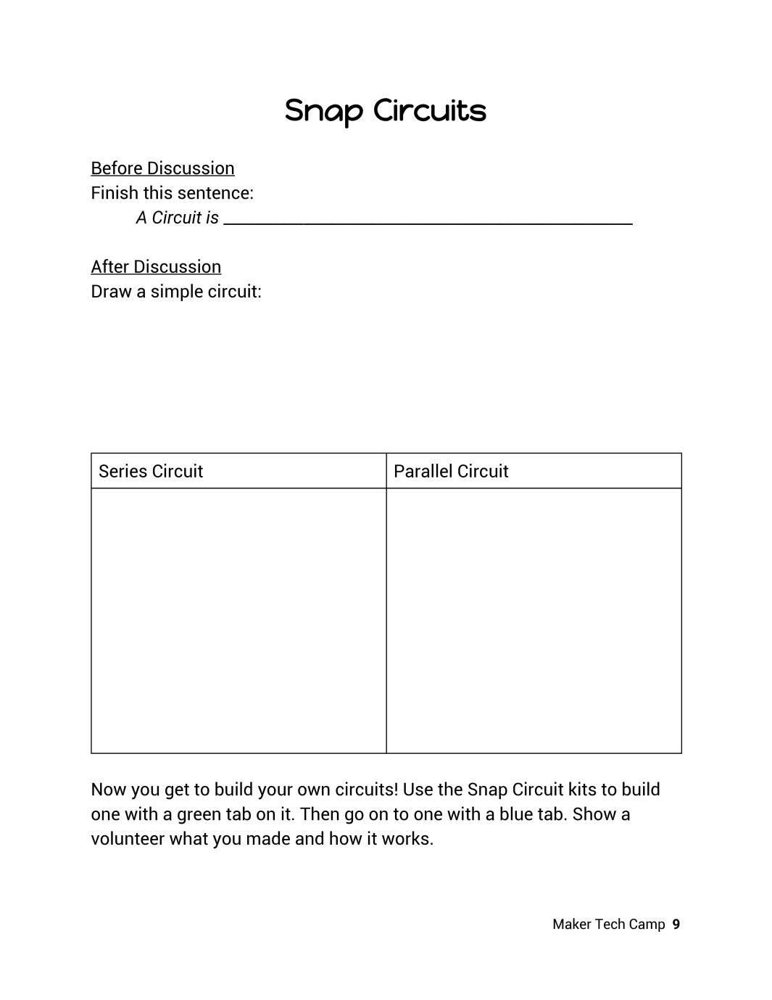 Snap Circuits
Before Discussion
Finish this sentence:
A Circuit is ______________________________________________
After Discussion
Draw a simple circuit:
Series Circuit
Parallel Circuit
Now you get to build your own circuits! Use the Snap Circuit kits to build
one with a green tab on it. Then go on to one with a blue tab. Show a
volunteer what you made and how it works.
Maker Tech Camp 9